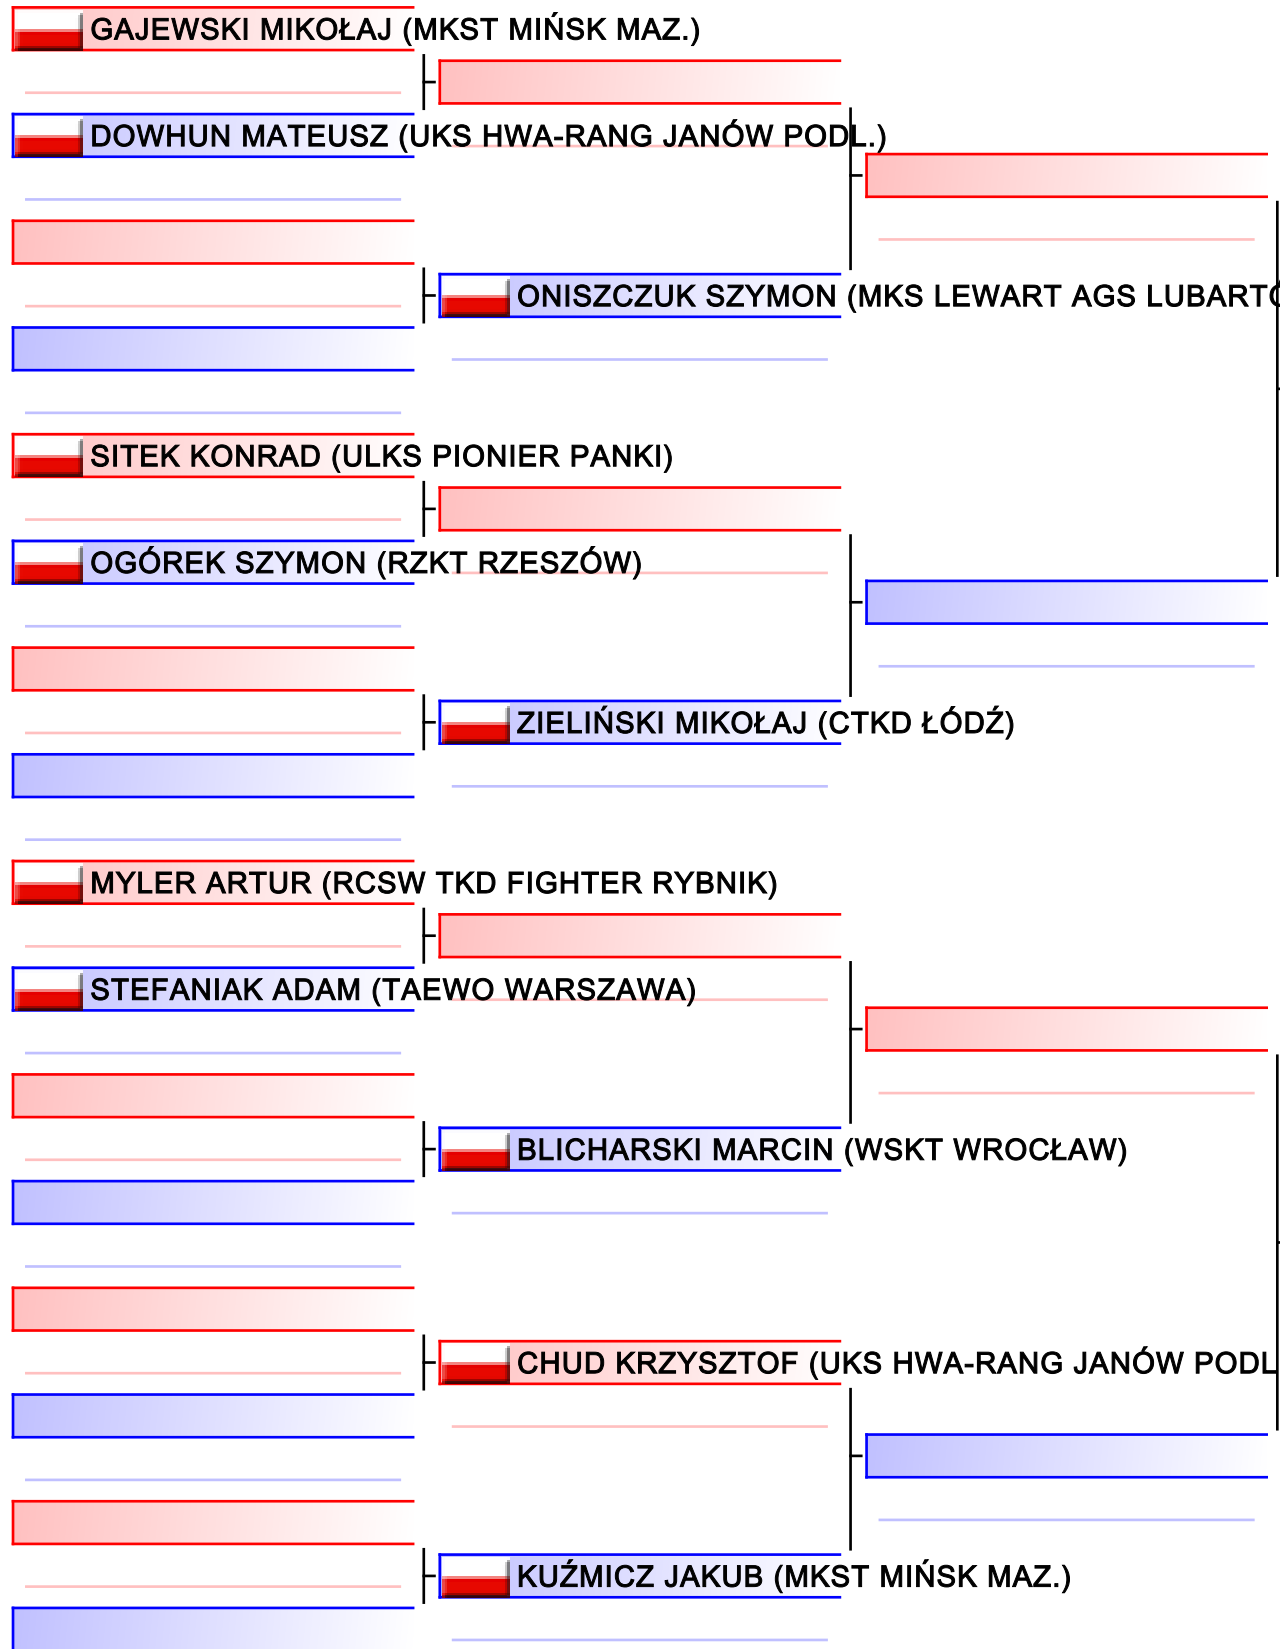 GAJEWSKI MIKOŁAJ (MKST MIŃSK MAZ.)
DOWHUN MATEUSZ (UKS HWA-RANG JANÓW PODL.)
ONISZCZUK SZYMON (MKS LEWART AGS
SITEK KONRAD (ULKS PIONIER PANKI)
OGÓREK SZYMON (RZKT RZESZÓW)
ZIELIŃSKI MIKOŁAJ (CTKD ŁÓDŹ)
MYLER ARTUR (RCSW TKD FIGHTER RYBNIK)
STEFANIAK ADAM (TAEWO WARSZAWA)
BLICHARSKI MARCIN (WSKT WROCŁAW)
CHUD KRZYSZTOF (UKS HWA-RANG JANÓW PODL
KUŹMICZ JAKUB (MKST MIŃSK MAZ.)